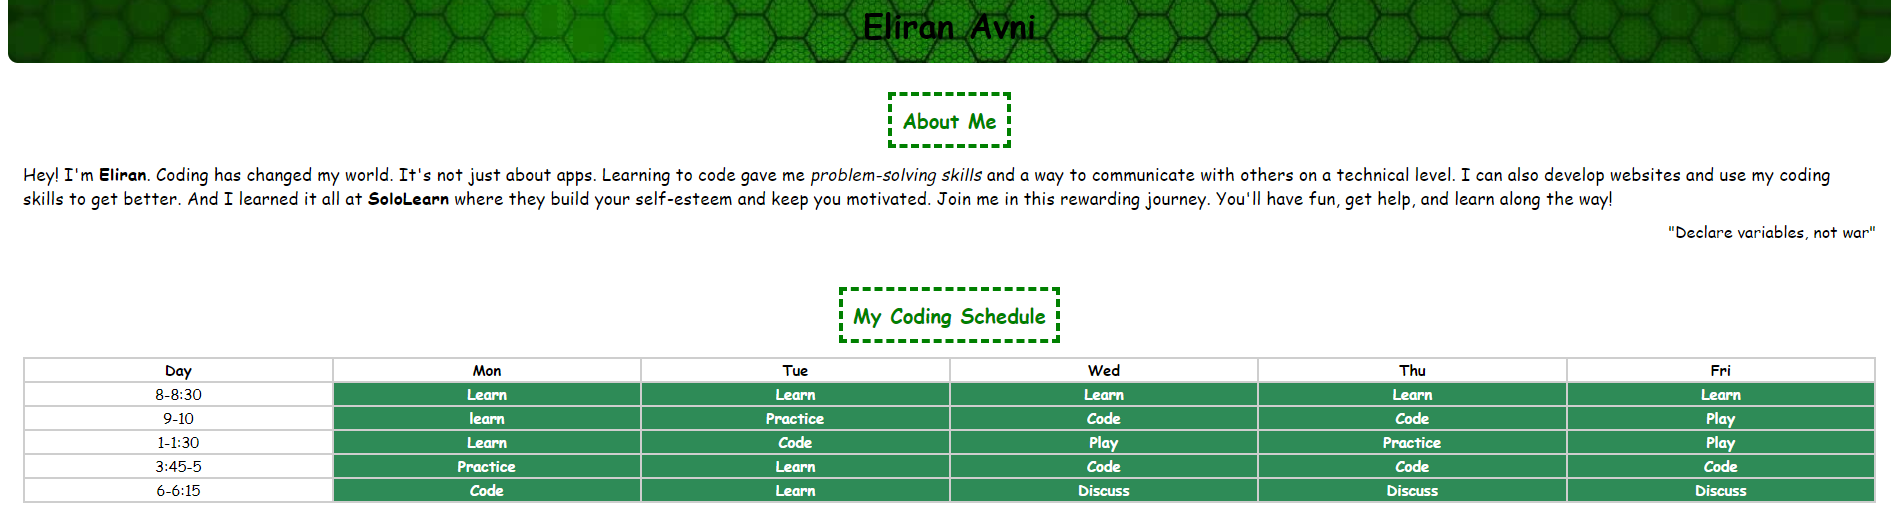 Eliran Avni
About Me
Hey! I'm Eliran. Coding has changed my world. It's not just about apps. Learning to code gave me problem-solving skills and a way to communicate with others on a technical level. I can also develop websites and use my coding
skills to get better. And I learned it all at SoloLearn where they build your self-esteem and keep you motivated. Join me in this rewarding journey. You'll have fun, get help, and learn along the way!
"Declare variables, not war"
My Coding Schedule
Day Mon Tue Wed Thu Fri
8-8:30 Learn Learn Learn Learn Learn
9-10 learn Practice Code Code Play
1-1:30 Learn Code Play Practice Play
3:45-5 Practice Learn Code Code Code
6-6:15 Code Learn Discuss Discuss Discuss